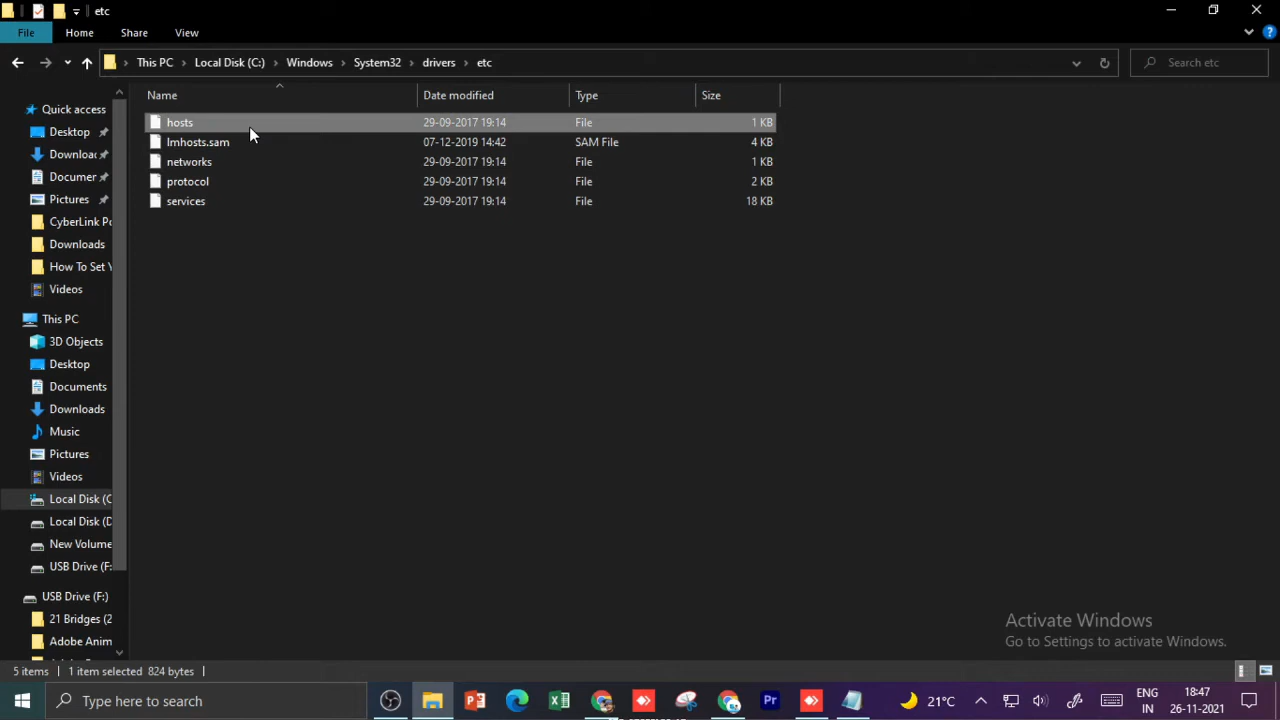 etc
File Home Share View
This PC Local Disk (C:) Windows System32 drivers etc Search etc
Name Date modified Type Size
Quick access
Desktop
Downloac
Documer
Pictures
CyberLink Po
Downloads
How To Set Y
Videos
This PC
3D Objects
Desktop
Documents
Downloads
Music
Pictures
Videos
Local Disk (C
Local Disk (D
New Volume
USB Drive (F:
USB Drive (F:)
21 Bridges (2
Adobe Anim
hosts 29-09-2017 19:14 File 1 KB
lmhosts.sam 07-12-2019 14:42 SAM File 4 KB
networks 29-09-2017 19:14 File 1 KB
protocol 29-09-2017 19:14 File 2 KB
services 29-09-2017 19:14 File 18 KB
Activate Windows
Go to Settings to activate Windows.
5 items 1 item selected 824 bytes
Type here to search
Pr
21°C
ENG
IN
18:47
26-11-2021